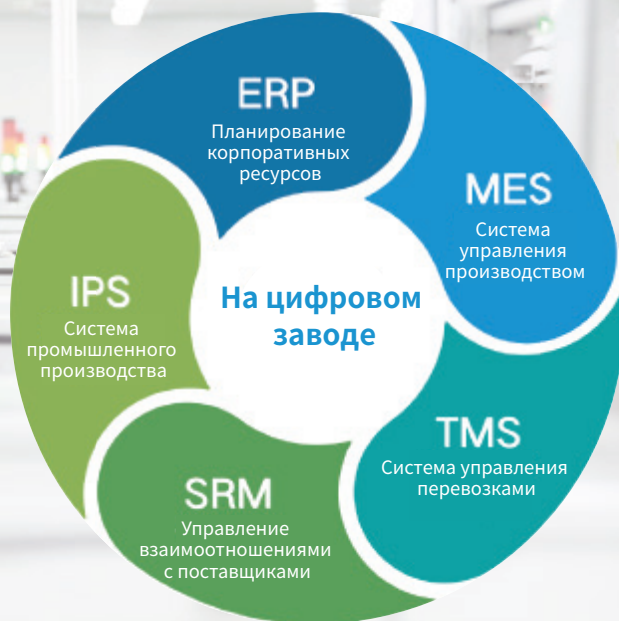 ERP
Планирование
корпоративных
ресурсов
MES
Система
управления
производством
IPS
Система
промышленного
производства
На цифровом
заводе
TMS
Система управления
перевозками
SRM
Управление
взаимоотношениями
с поставщиками